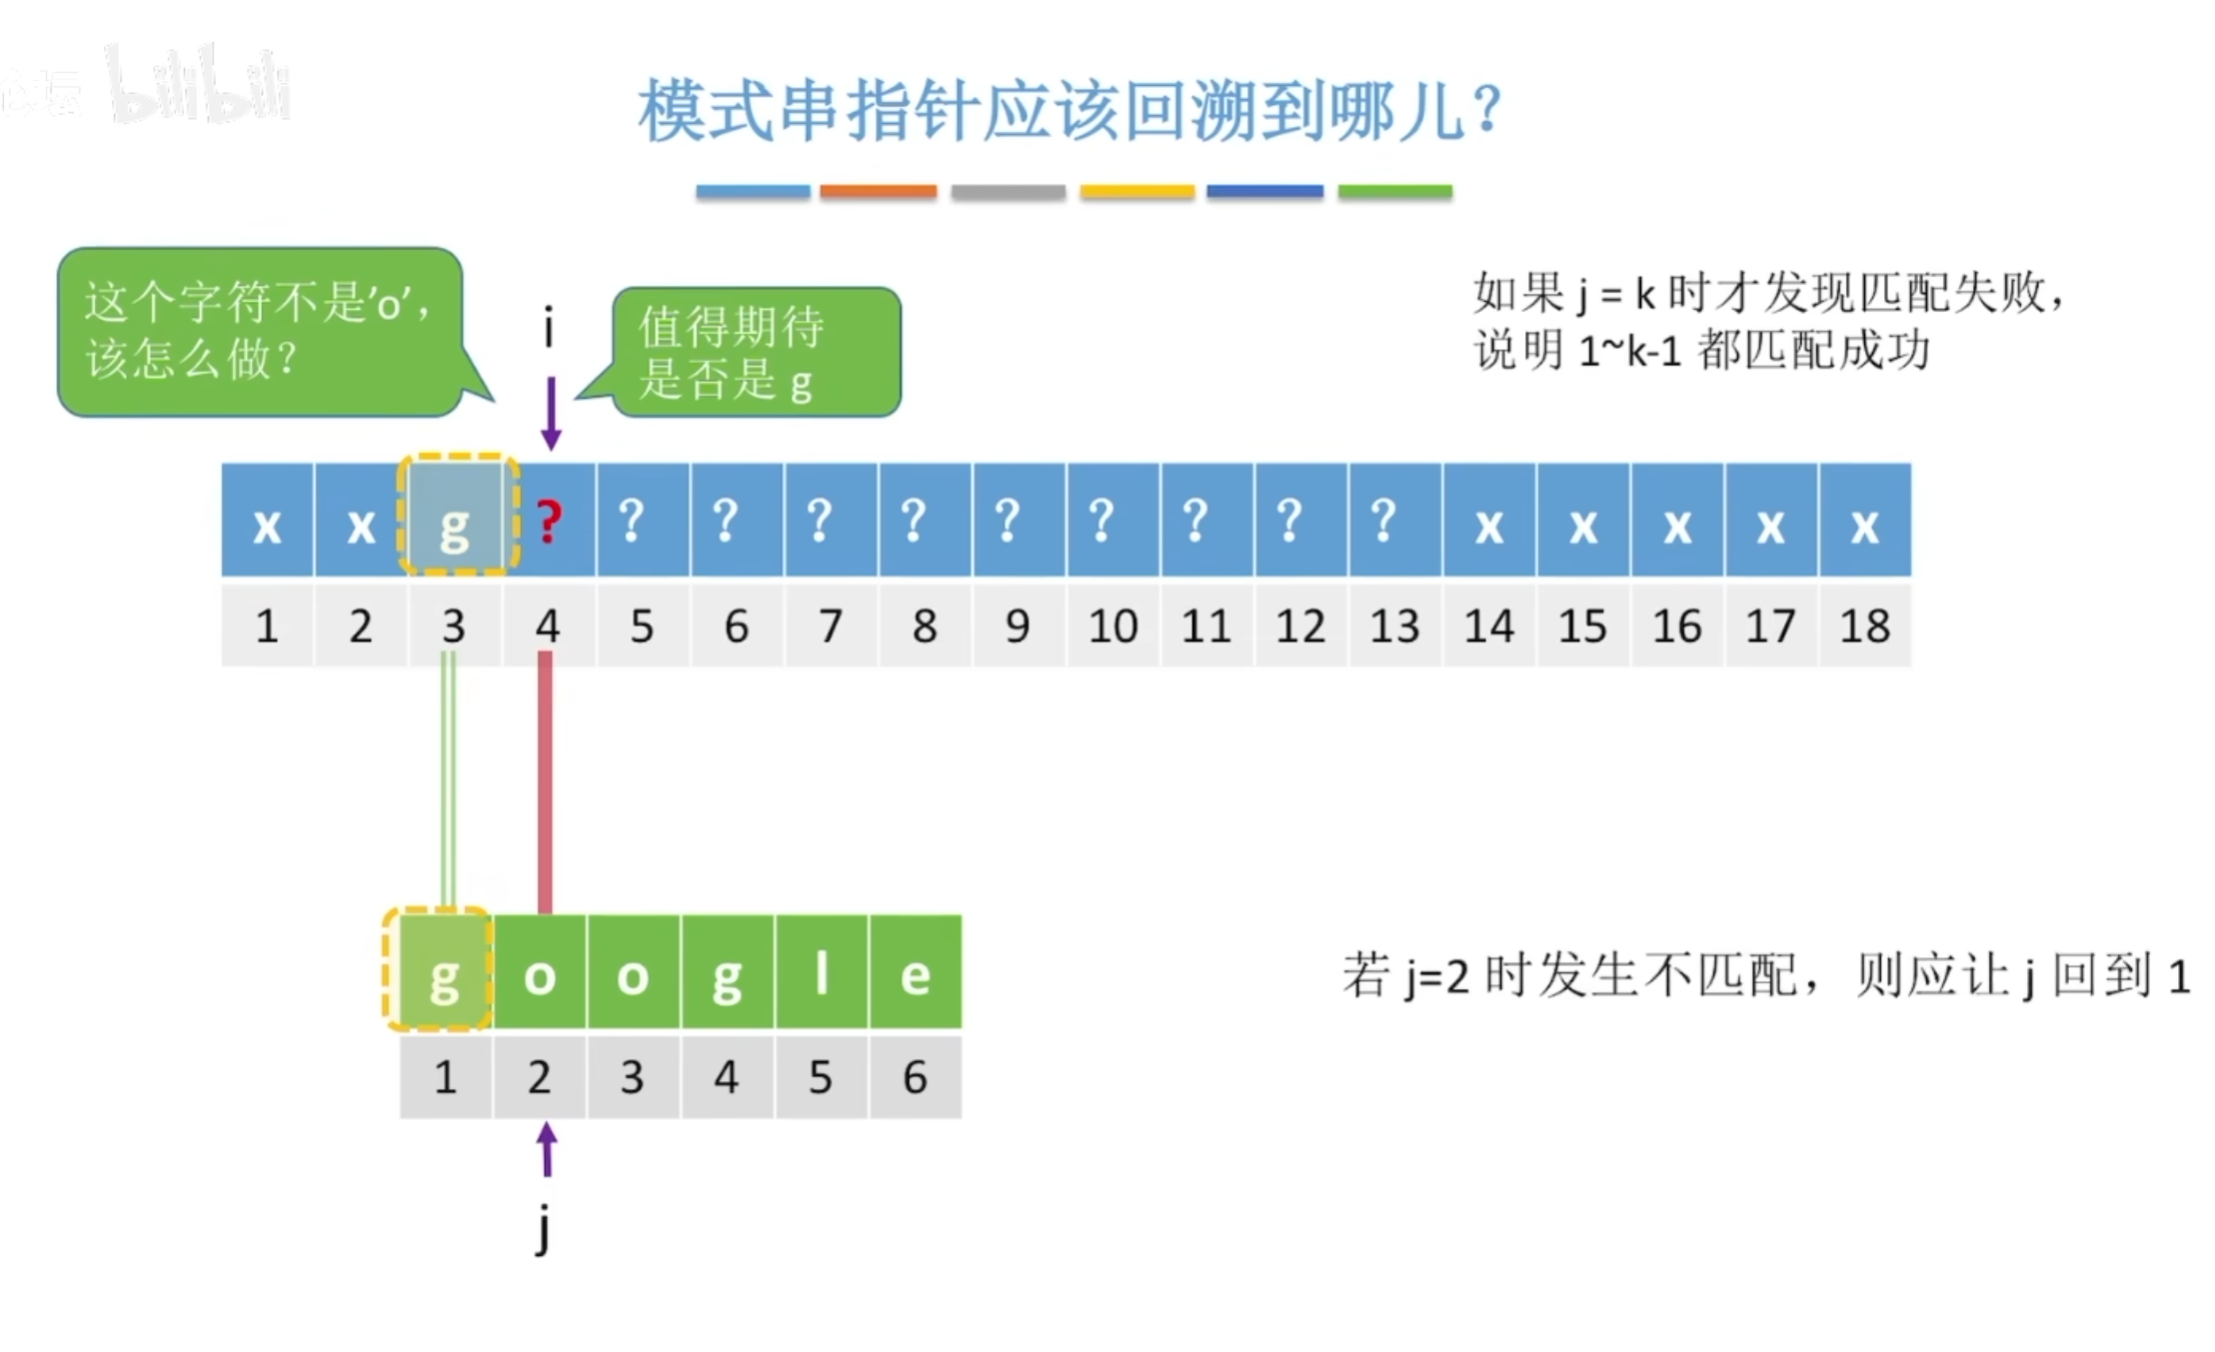 bilibili
模式串指针应该回溯到哪儿？
这个字符不是’o’，
该怎么做？
i
值得期待
是否是 g
如果 j = k 时才发现匹配失败，
说明 1~k-1 都匹配成功
x x g ? ? ? ? ? ? ? ? ? ? x x x x x
1 2 3 4 5 6 7 8 9 10 11 12 13 14 15 16 17 18
g o o g l e
若 j=2 时发生不匹配，则应让 j 回到 1
1 2 3 4 5 6
j